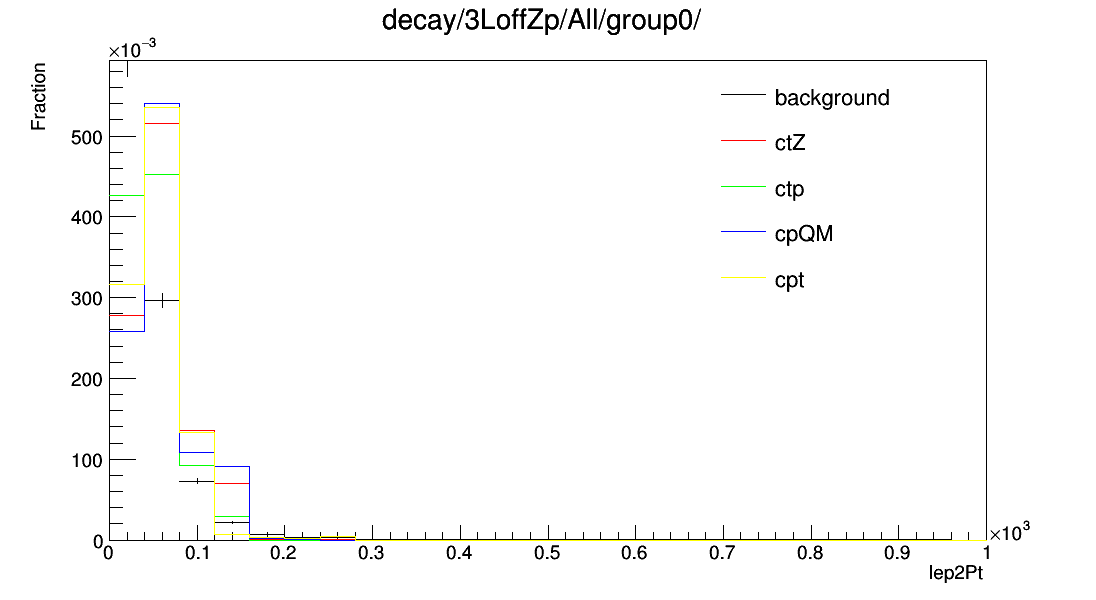 decay/3LoffZp/All/group0/
×10⁻³
Fraction
background
ctZ
ctp
cpQM
cpt
500
400
300
200
100
0
0 0.1 0.2 0.3 0.4 0.5 0.6 0.7 0.8 0.9 1
×10³
lep2Pt